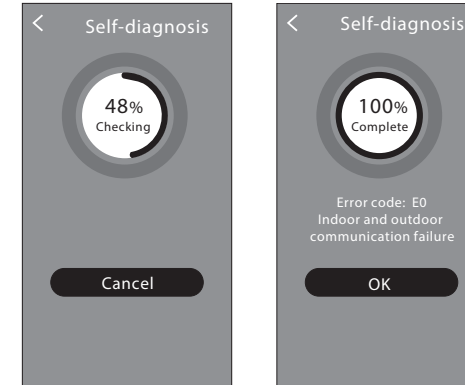 Self-diagnosis
48%
Checking
Cancel
Self-diagnosis
100%
Complete
Error code: E0
Indoor and outdoor
communication failure
OK